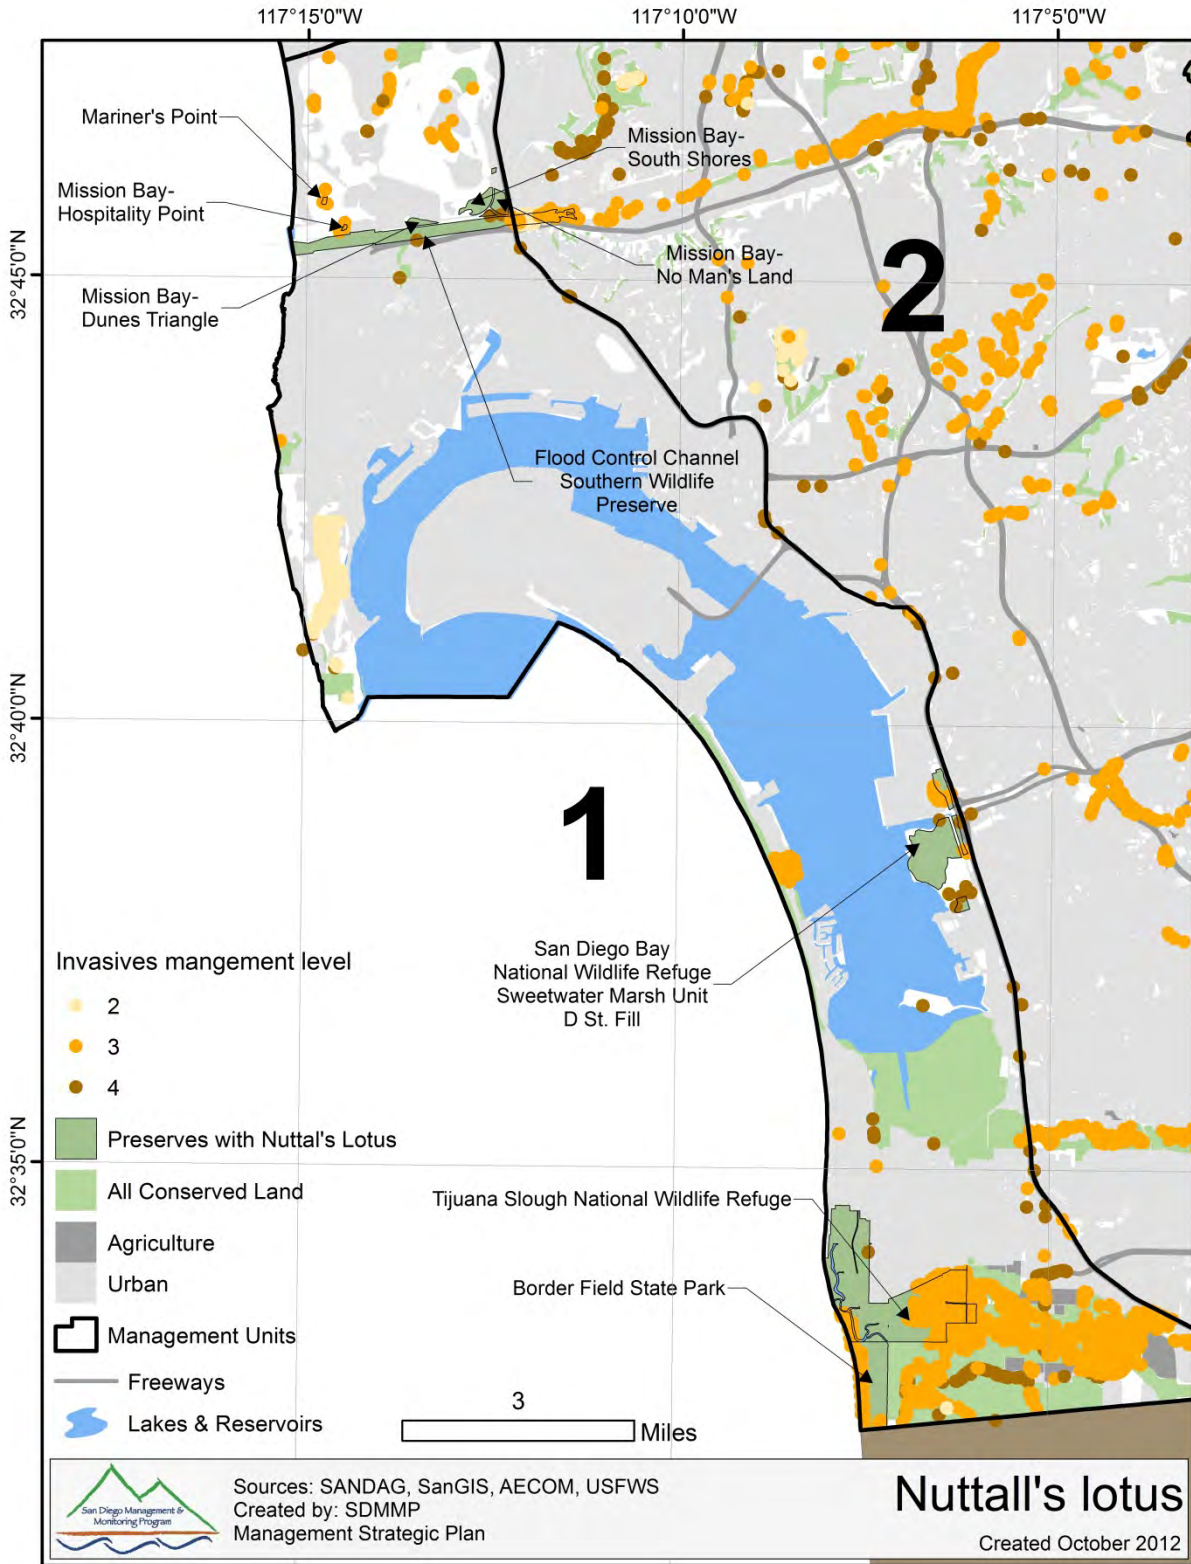 117°15'0"W
117°10'0"W
117°5'0"W
Mariner's Point
Mission Bay-
South Shores
Mission Bay-
Hospitality Point
32°45'0"N
Mission Bay-
No Man's Land
2
Mission Bay-
Dunes Triangle
Flood Control Channel
Southern Wildlife
Preserve
32°40'0"N
1
San Diego Bay
National Wildlife Refuge
Sweetwater Marsh Unit
D St. Fill
Invasives mangement level
2
3
4
Preserves with Nuttal's Lotus
All Conserved Land
Agriculture
Urban
Management Units
Freeways
Lakes & Reservoirs
32°35'0"N
Tijuana Slough National Wildlife Refuge
Border Field State Park
3
Miles
San Diego Management &
Monitoring Program
Sources: SANDAG, SanGIS, AECOM, USFWS
Created by: SDMMP
Management Strategic Plan
Nuttall's lotus
Created October 2012